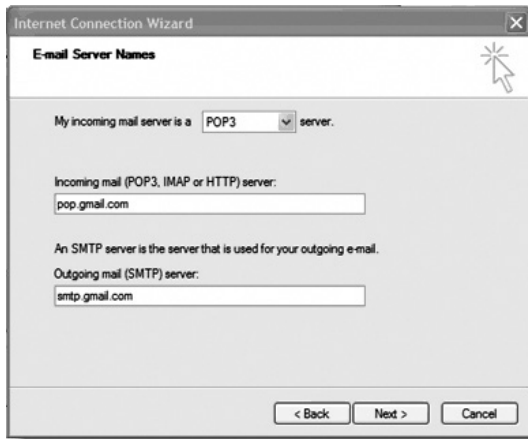 Internet Connection Wizard
E-mail Server Names
My incoming mail server is a POP3 server.
Incoming mail (POP3, IMAP or HTTP) server:
pop.gmail.com
An SMTP server is the server that is used for your outgoing e-mail.
Outgoing mail (SMTP) server:
smtp.gmail.com
< Back Next > Cancel